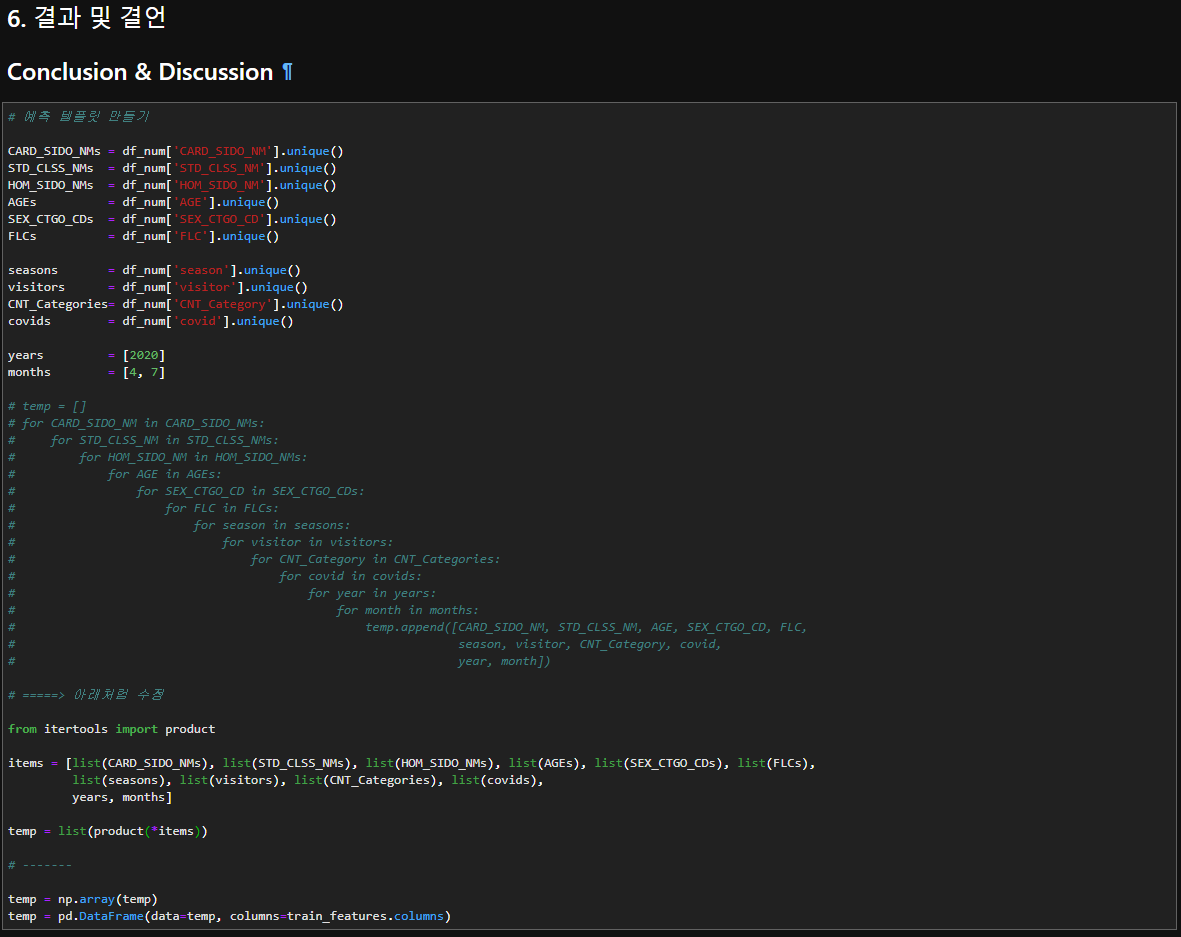 6. 결과 및 결언
Conclusion & Discussion ¶
# 예측 템플릿 만들기
CARD_SIDO_NMs = df_num['CARD_SIDO_NM'].unique()
STD_CLSS_NMs  = df_num['STD_CLSS_NM'].unique()
HOM_SIDO_NMs  = df_num['HOM_SIDO_NM'].unique()
AGEs          = df_num['AGE'].unique()
SEX_CTGO_CDs  = df_num['SEX_CTGO_CD'].unique()
FLCs          = df_num['FLC'].unique()
seasons       = df_num['season'].unique()
visitors      = df_num['visitor'].unique()
CNT_Categories= df_num['CNT_Category'].unique()
covids        = df_num['covid'].unique()
years         = [2020]
months        = [4, 7]
# temp = []
# for CARD_SIDO_NM in CARD_SIDO_NMs:
#     for STD_CLSS_NM in STD_CLSS_NMs:
#         for HOM_SIDO_NM in HOM_SIDO_NMs:
#             for AGE in AGEs:
#                 for SEX_CTGO_CD in SEX_CTGO_CDs:
#                     for FLC in FLCs:
#                         for season in seasons:
#                             for visitor in visitors:
#                                 for CNT_Category in CNT_Categories:
#                                     for covid in covids:
#                                         for year in years:
#                                             for month in months:
#                                                 temp.append([CARD_SIDO_NM, STD_CLSS_NM, AGE, SEX_CTGO_CD, FLC,
#                                                              season, visitor, CNT_Category, covid,
#                                                              year, month])
# =====> 아래처럼 수정
from itertools import product
items = [list(CARD_SIDO_NMs), list(STD_CLSS_NMs), list(HOM_SIDO_NMs), list(AGEs), list(SEX_CTGO_CDs), list(FLCs),
         list(seasons), list(visitors), list(CNT_Categories), list(covids),
         years, months]
temp = list(product(*items))
# -------
temp = np.array(temp)
temp = pd.DataFrame(data=temp, columns=train_features.columns)